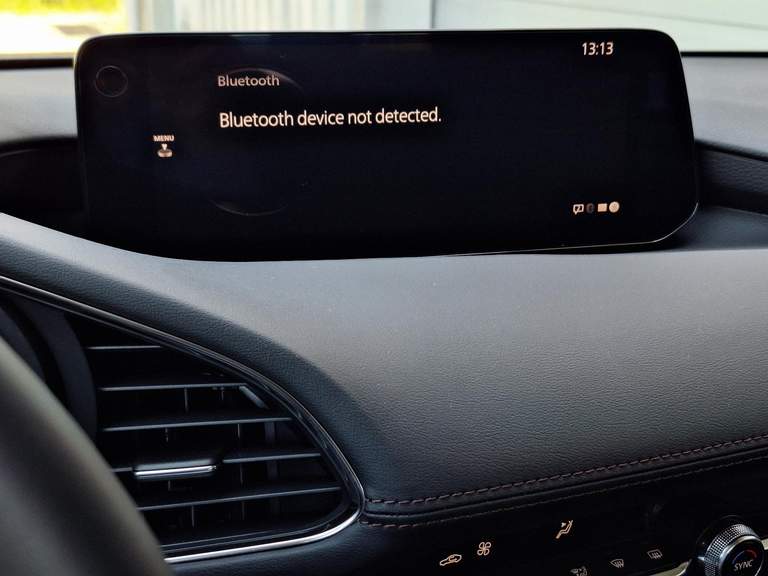 13:13
Bluetooth
Bluetooth device not detected.
MENU
SYNC